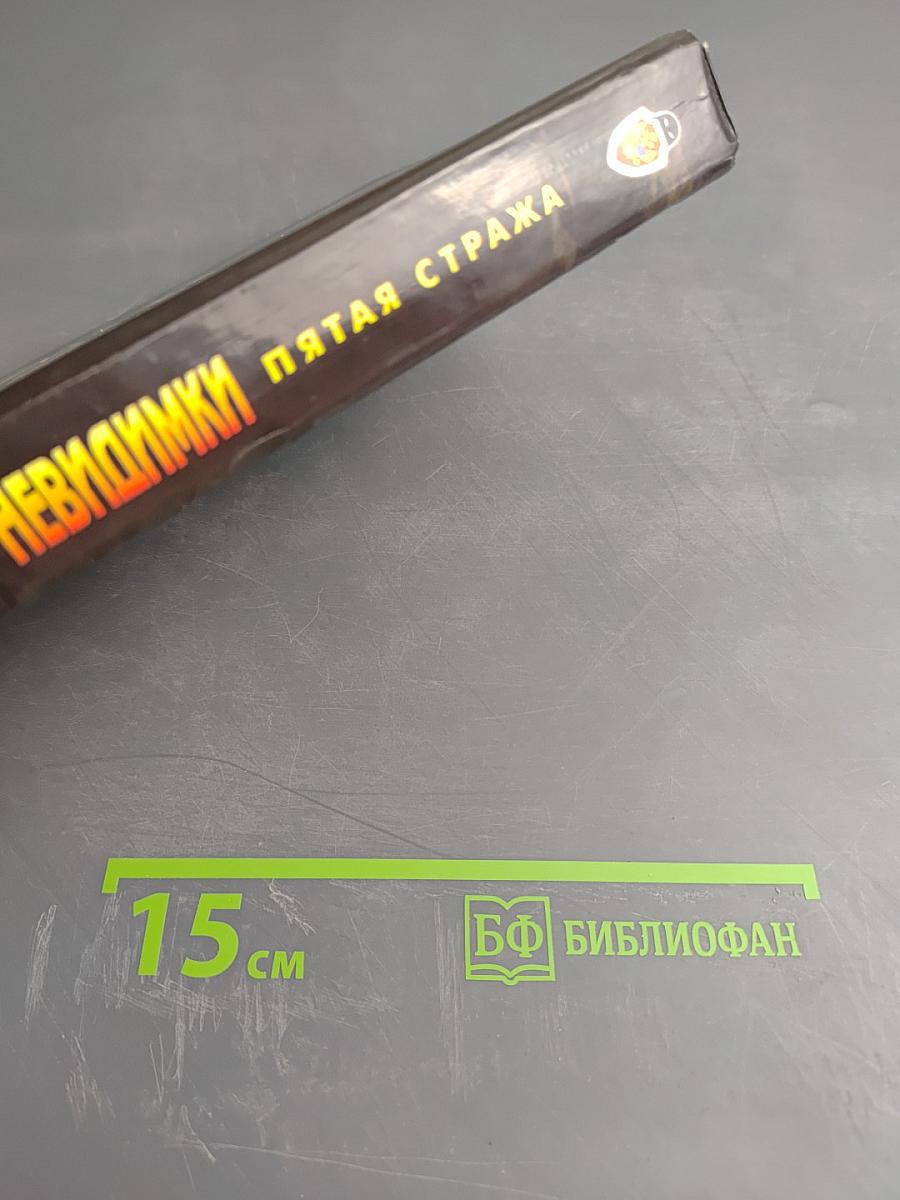 НЕВИДИМКИ ПЯТАЯ СТРАЖА
15 см
БФ БИБЛИОФАН